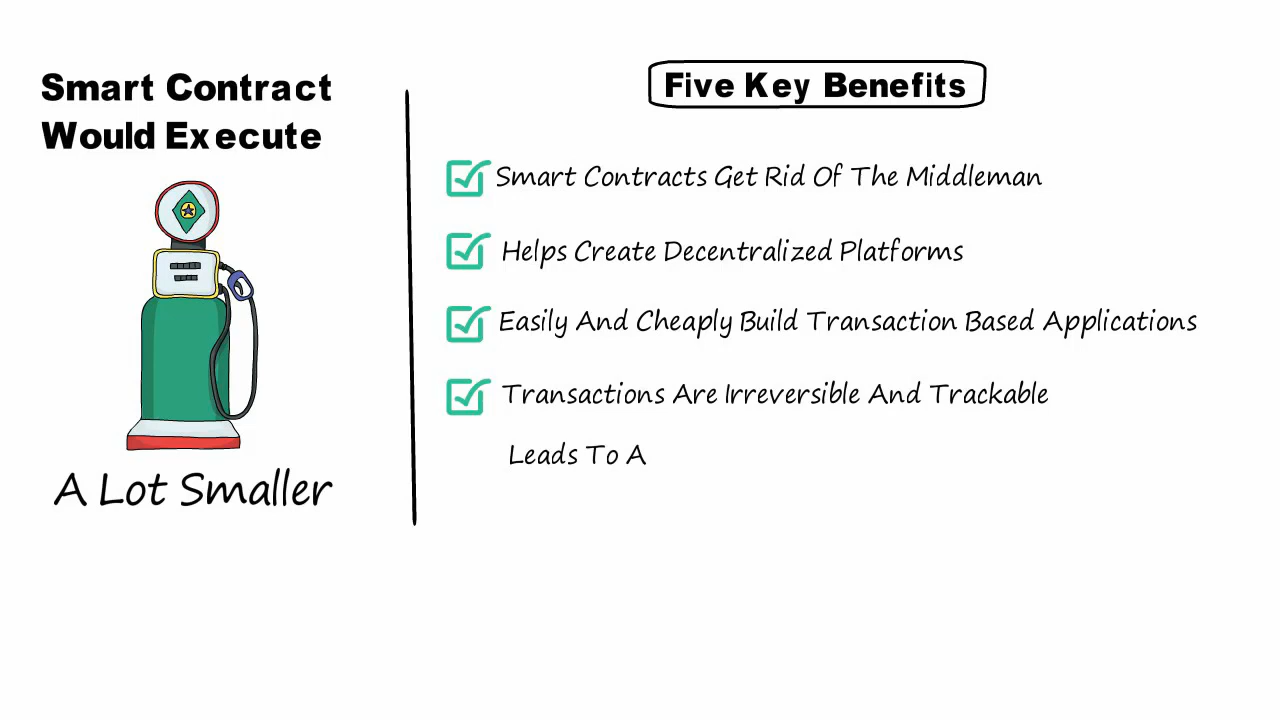 Smart Contract
Would Execute
A Lot Smaller
Five Key Benefits
Smart Contracts Get Rid Of The Middleman
Helps Create Decentralized Platforms
Easily And Cheaply Build Transaction Based Applications
Transactions Are Irreversible And Trackable
Leads To A